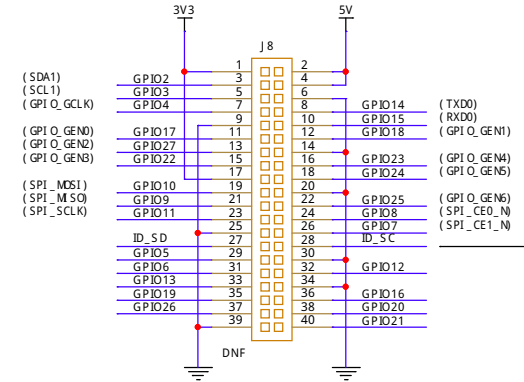 3V3 5V
J8
1 2
(SDA1) GPIO2 3 4
(SCL1) GPIO3 5 6
(GPIO_GCLK) GPIO4 7 8 GPIO14 (TXD0)
9 10 GPIO15 (RXD0)
(GPIO_GEN0) GPIO17 11 12 GPIO18 (GPIO_GEN1)
(GPIO_GEN2) GPIO27 13 14
(GPIO_GEN3) GPIO22 15 16 GPIO23 (GPIO_GEN4)
17 18 GPIO24 (GPIO_GEN5)
(SPI_MOSI) GPIO10 19 20
(SPI_MISO) GPIO9 21 22 GPIO25 (GPIO_GEN6)
(SPI_SCLK) GPIO11 23 24 GPIO8 (SPI_CE0_N)
25 26 GPIO7 (SPI_CE1_N)
ID_SD 27 28 ID_SC
GPIO5 29 30
GPIO6 31 32 GPIO12
GPIO13 33 34
GPIO19 35 36 GPIO16
GPIO26 37 38 GPIO20
39 40 GPIO21
DNF